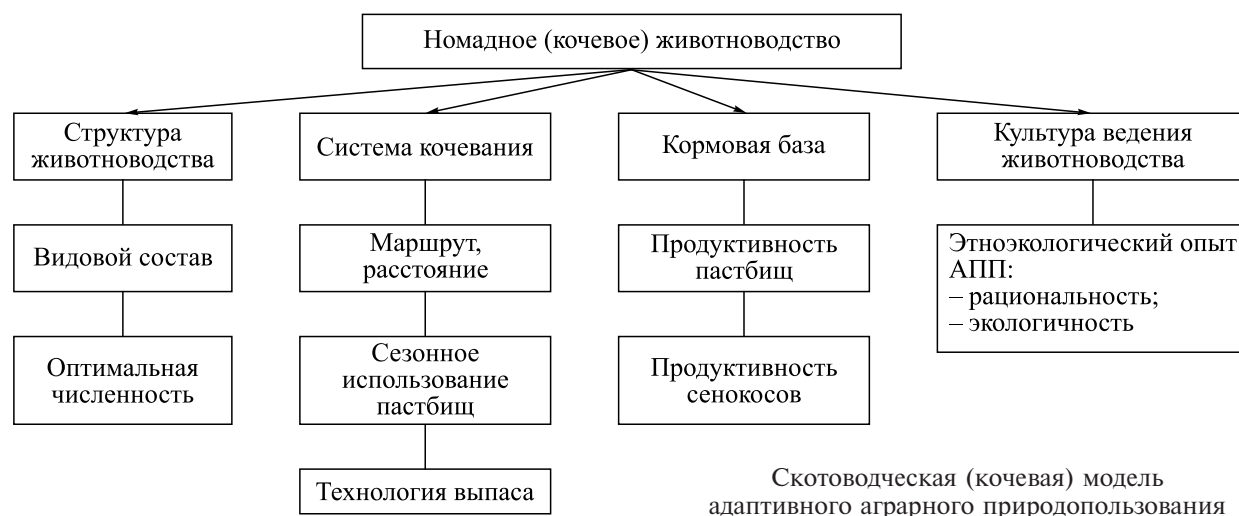 Номадное (кочевое) животноводство
Структура
животноводства
Видовой состав
Оптимальная
численность
Система кочевания
Маршрут,
расстояние
Сезонное
использование
пастбищ
Технология выпаса
Кормовая база
Продуктивность
пастбищ
Продуктивность
сенокосов
Культура ведения
животноводства
Этноэкологический опыт
АПП:
– рациональность;
– экологичность
Скотоводческая (кочевая) модель
адаптивного аграрного природопользования